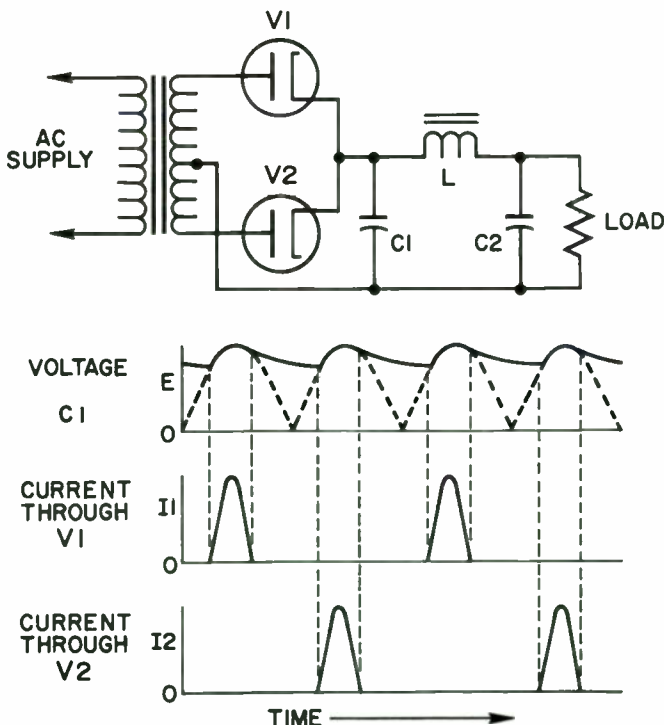 V1
AC
SUPPLY
V2
L
C1
C2
LOAD
VOLTAGE
C1
E
0
CURRENT
THROUGH
V1
I1
0
CURRENT
THROUGH
V2
I2
0
TIME